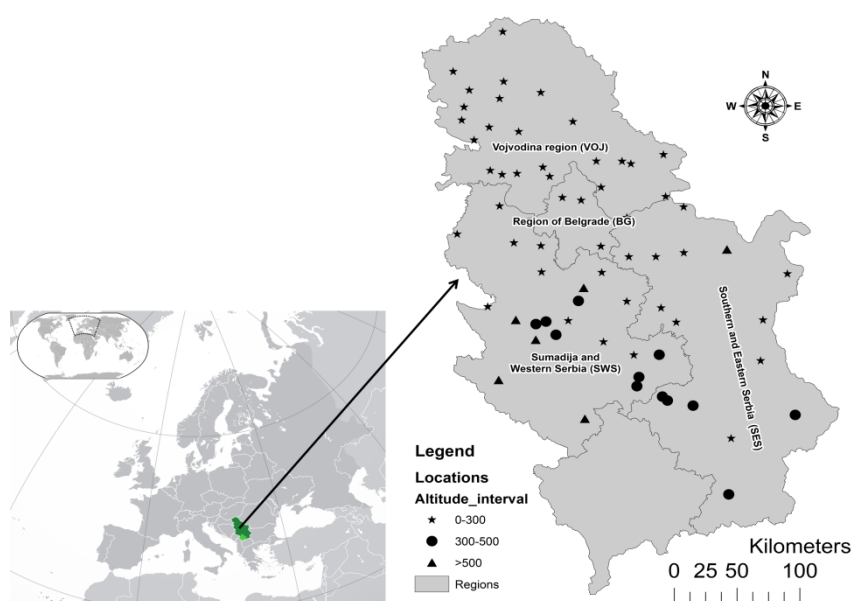 N
W E
S
Vojvodina region (VOJ)
Region of Belgrade (BG)
Southern and Eastern Serbia (SES)
Sumadija and
Western Serbia (SWS)
Legend
Locations
Altitude_interval
0-300
300-500
>500
Regions
Kilometers
0 25 50 100